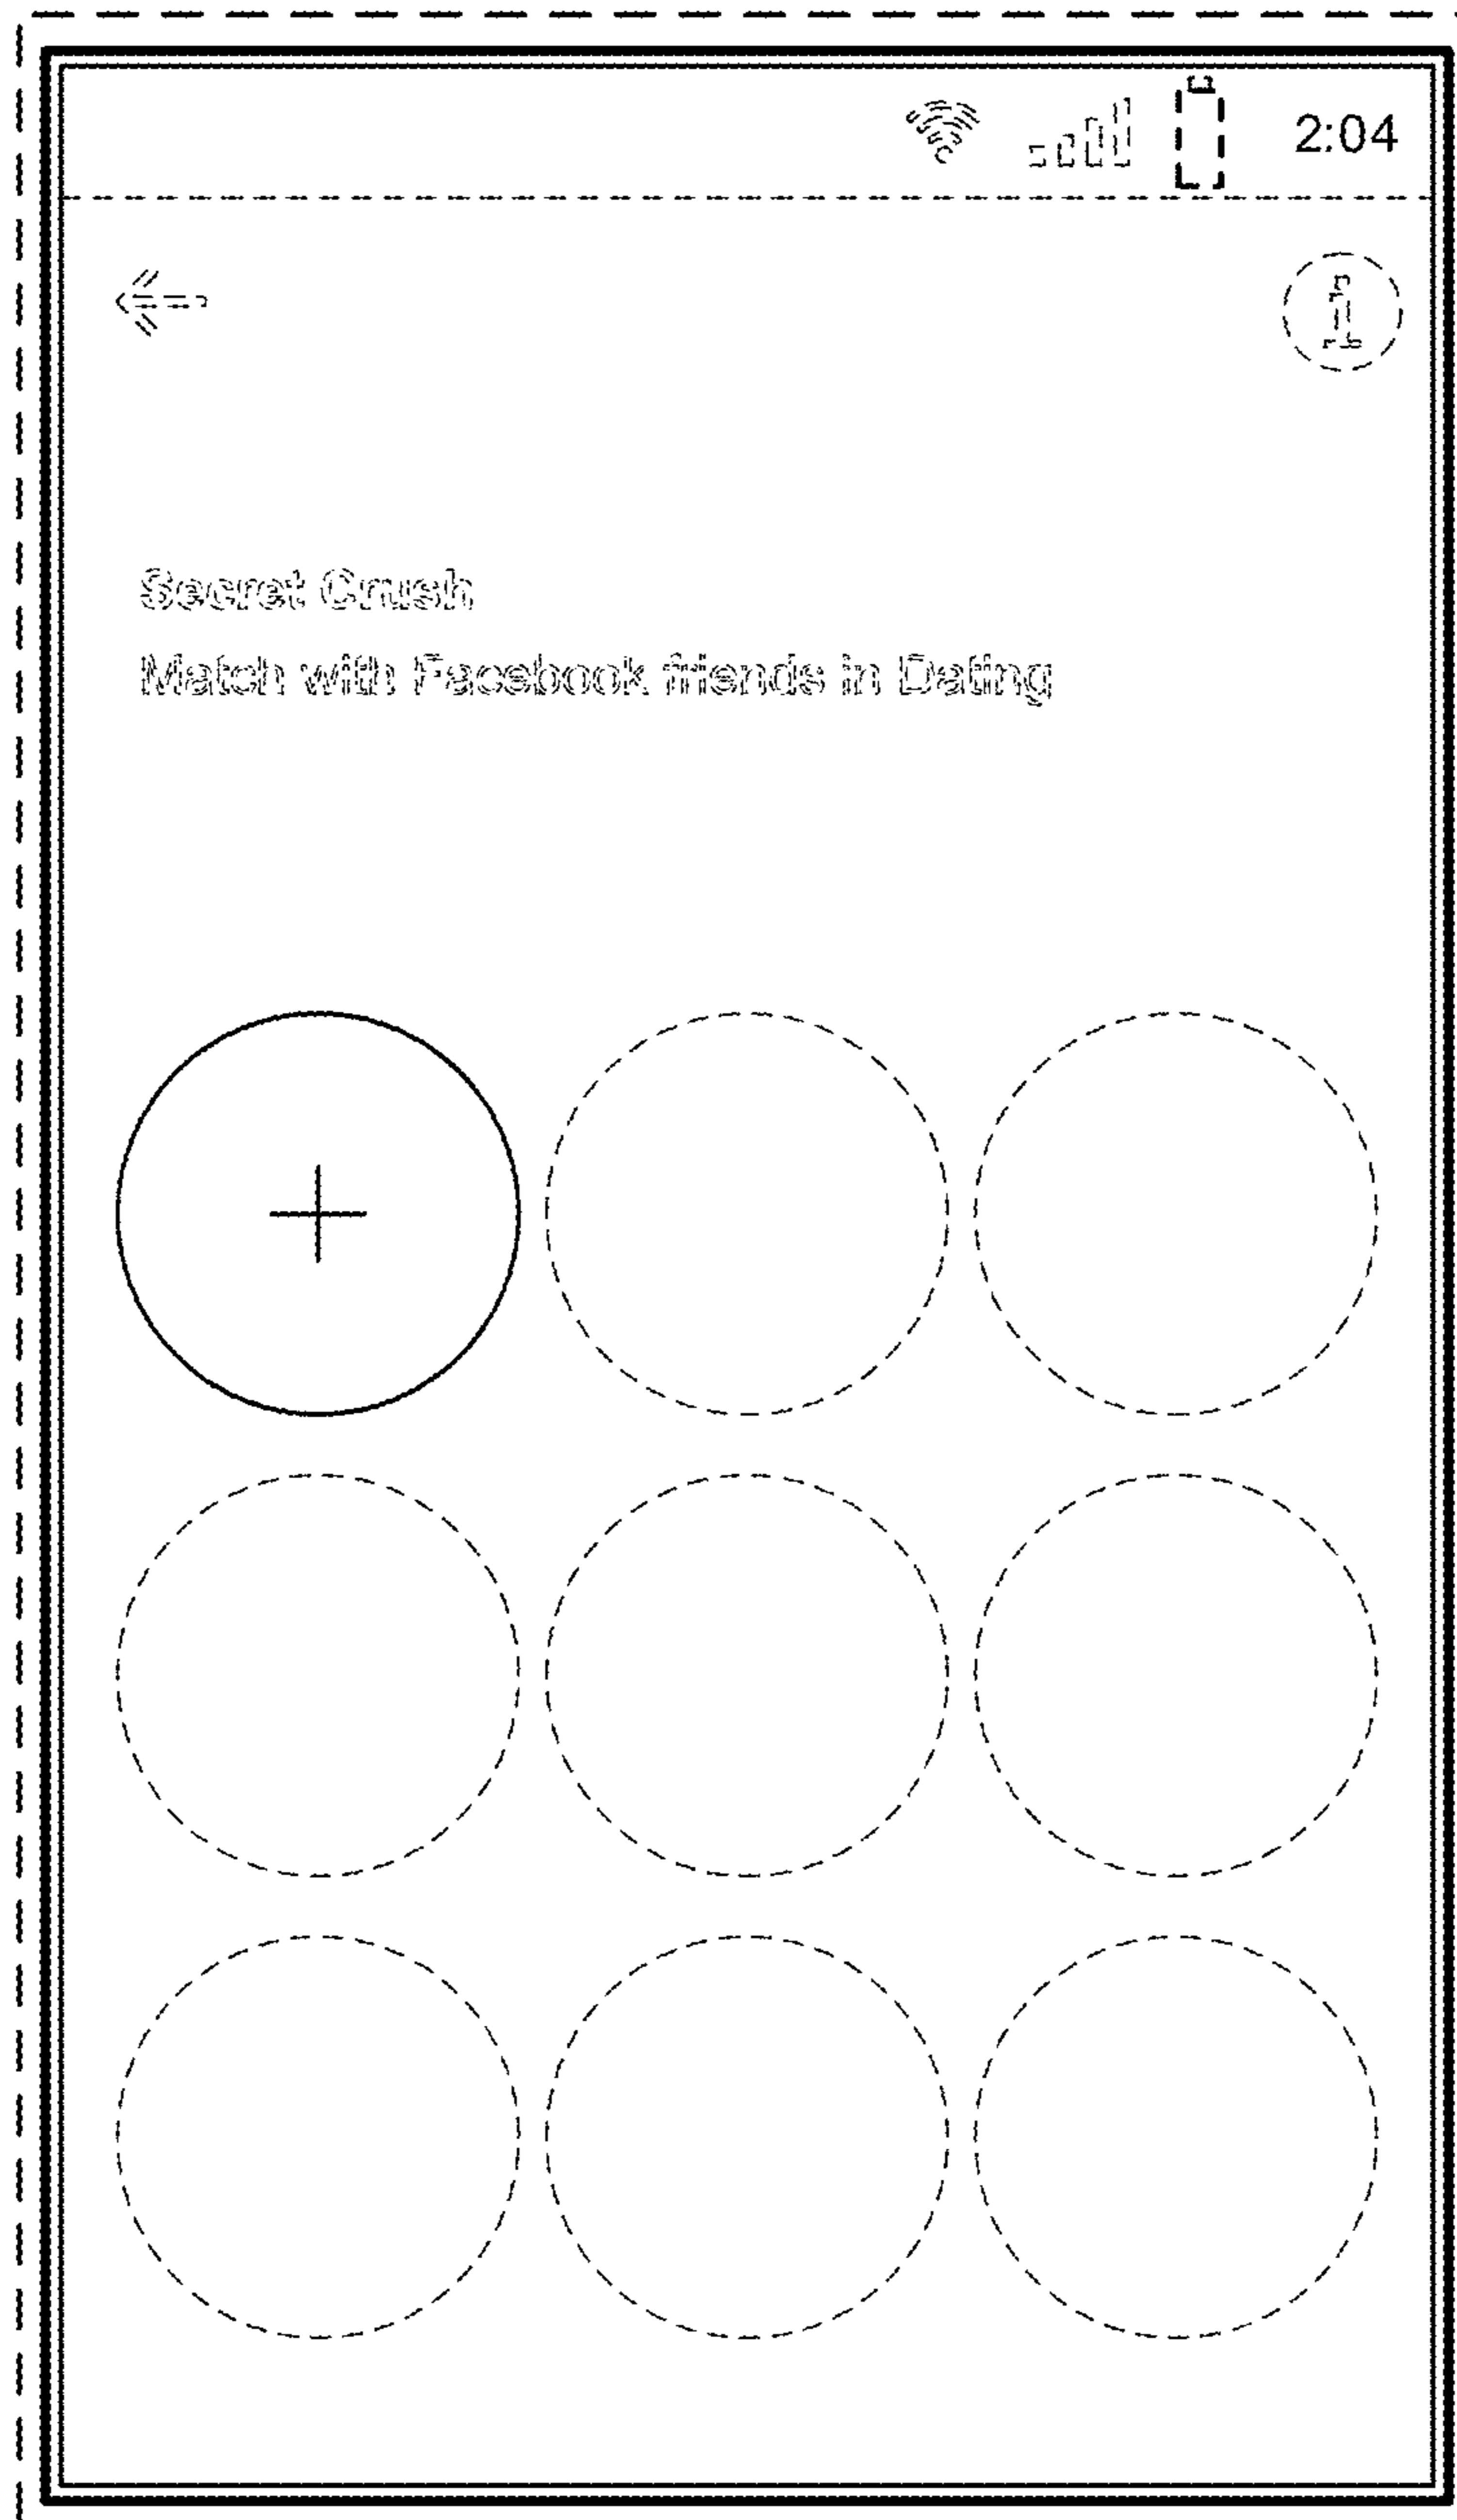 2:04
i
Secret Crush
Match with Facebook friends in Dating
+